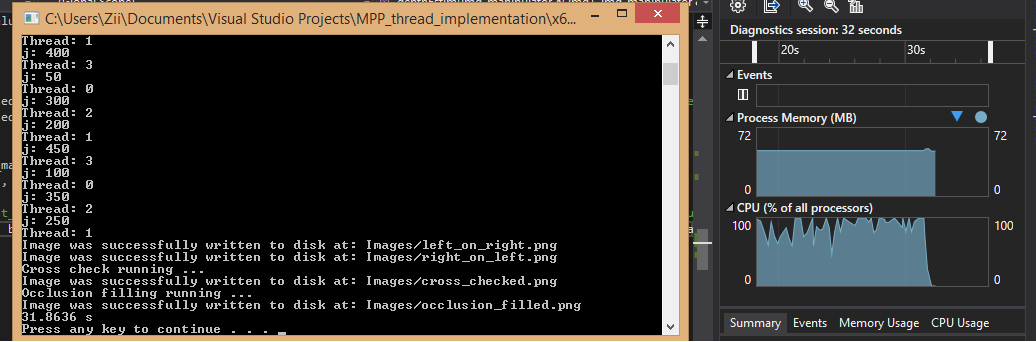 C:\Users\Zii\Documents\Visual Studio Projects\MPP_thread_implementation\x6...
Thread: 1
j: 400
Thread: 3
j: 50
Thread: 0
j: 300
Thread: 2
j: 200
Thread: 1
j: 450
Thread: 3
j: 100
Thread: 0
j: 350
Thread: 2
j: 250
Thread: 1
Image was successfully written to disk at: Images/left_on_right.png
Image was successfully written to disk at: Images/right_on_left.png
Cross check running ...
Image was successfully written to disk at: Images/cross_checked.png
Occlusion filling running ...
Image was successfully written to disk at: Images/occlusion_filled.png
31.8636 s
Press any key to continue . . .
Diagnostics session: 32 seconds
20s 30s
Events
Process Memory (MB)
72 72
0 0
CPU (% of all processors)
100 100
0 0
Summary Events Memory Usage CPU Usage